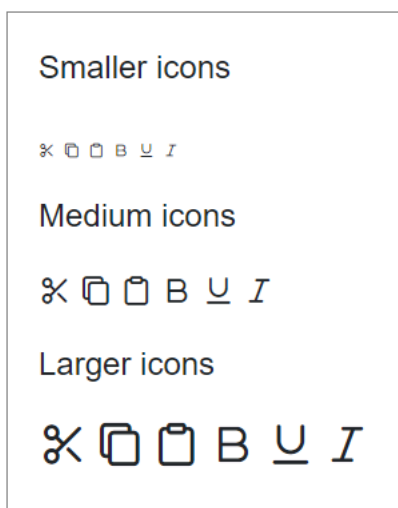 Smaller icons
B U I
Medium icons
B U I
Larger icons
B U I